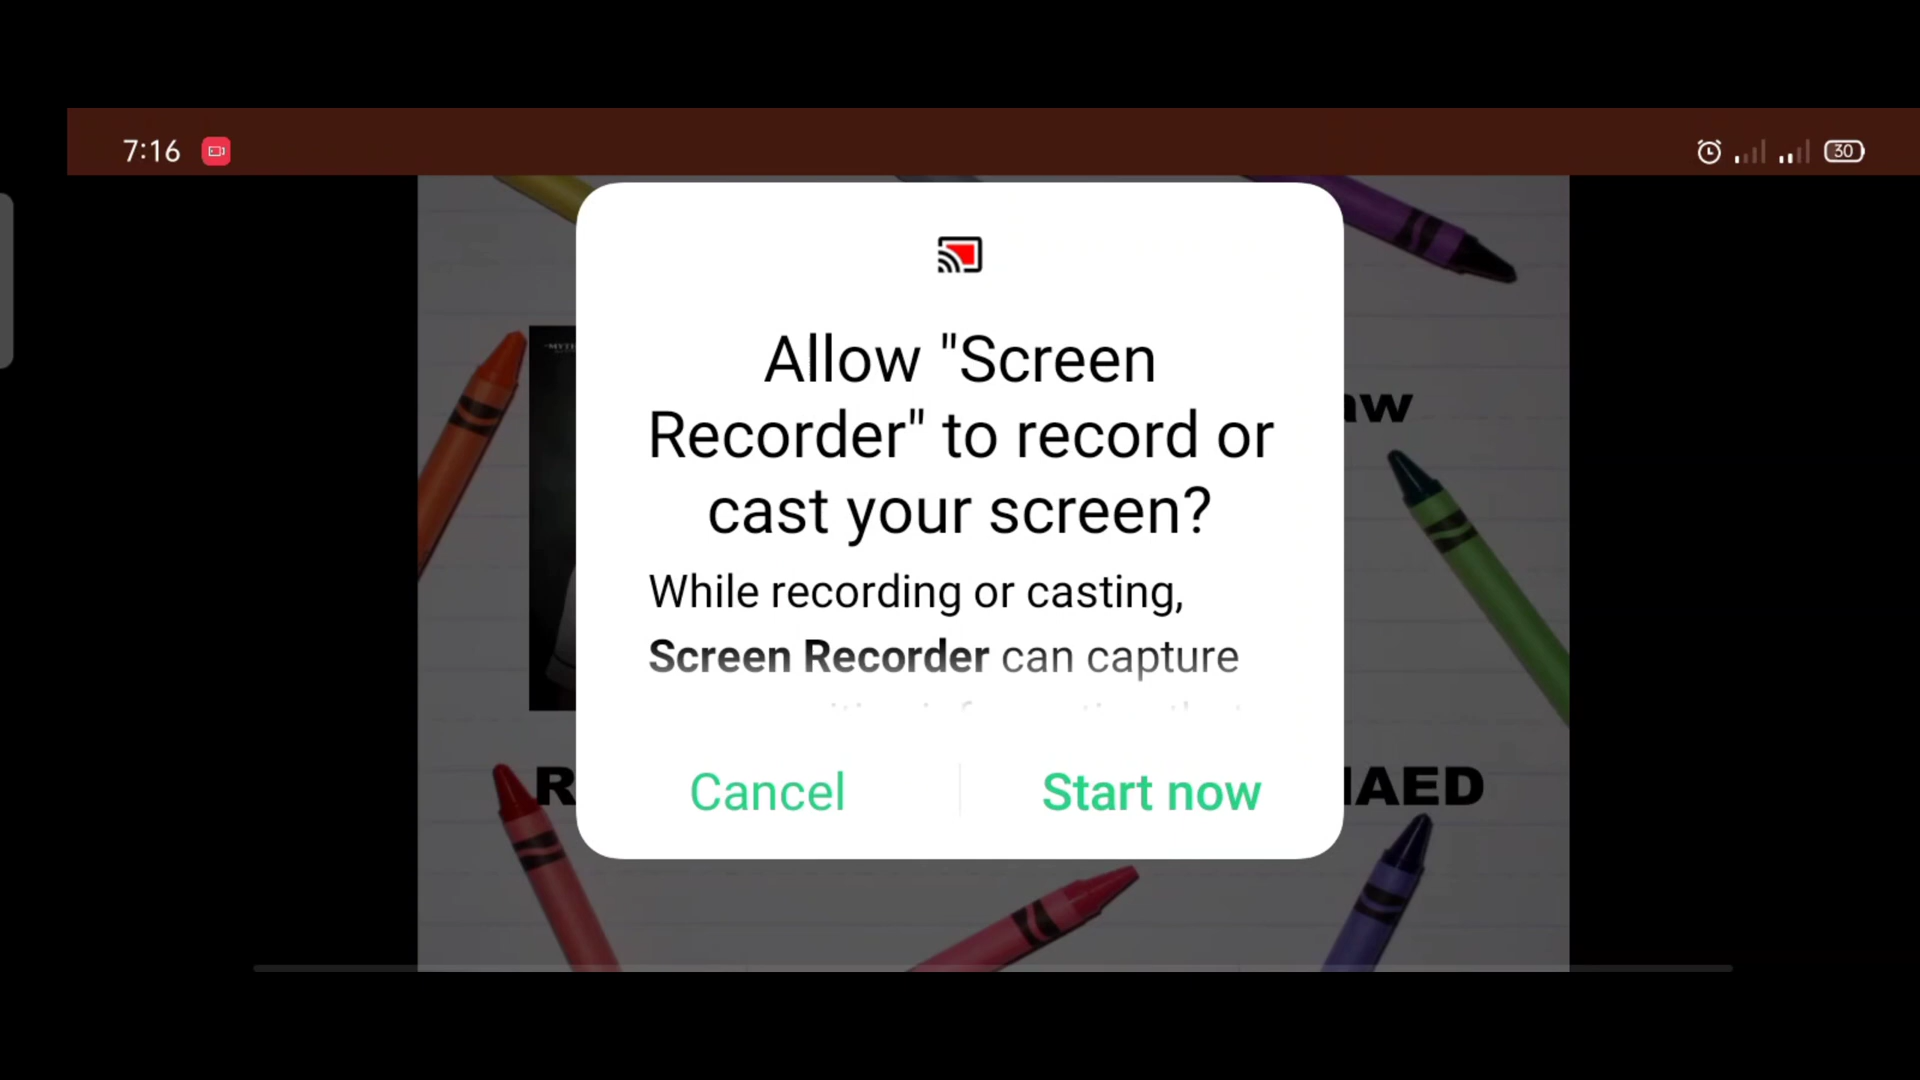 7:16
30
Allow "Screen
Recorder" to record or
cast your screen?
While recording or casting,
Screen Recorder can capture
Cancel
Start now
aw
R
AED